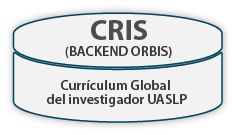 CRIS
(BACKEND ORBIS)
Currículum Global
del investigador UASLP